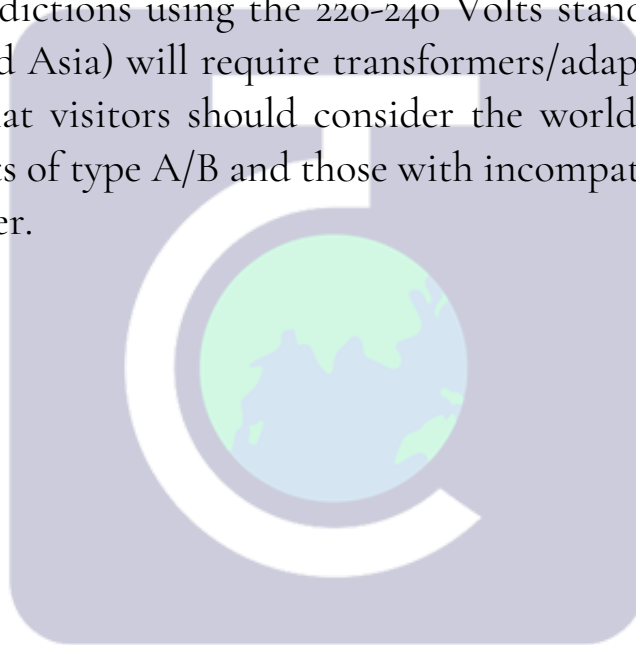 dictions using the 220-240 Volts stand
d Asia) will require transformers/adap
at visitors should consider the world
s of type A/B and those with incompat
er.